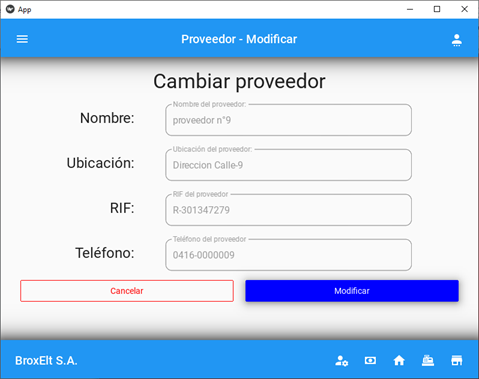 App
Proveedor - Modificar
Cambiar proveedor
Nombre:
Nombre del proveedor:
proveedor n°9
Ubicación:
Ubicación del proveedor:
Direccion Calle-9
RIF:
RIF del proveedor
R-301347279
Teléfono:
Teléfono del proveedor
0416-0000009
Cancelar
Modificar
BroxElt S.A.